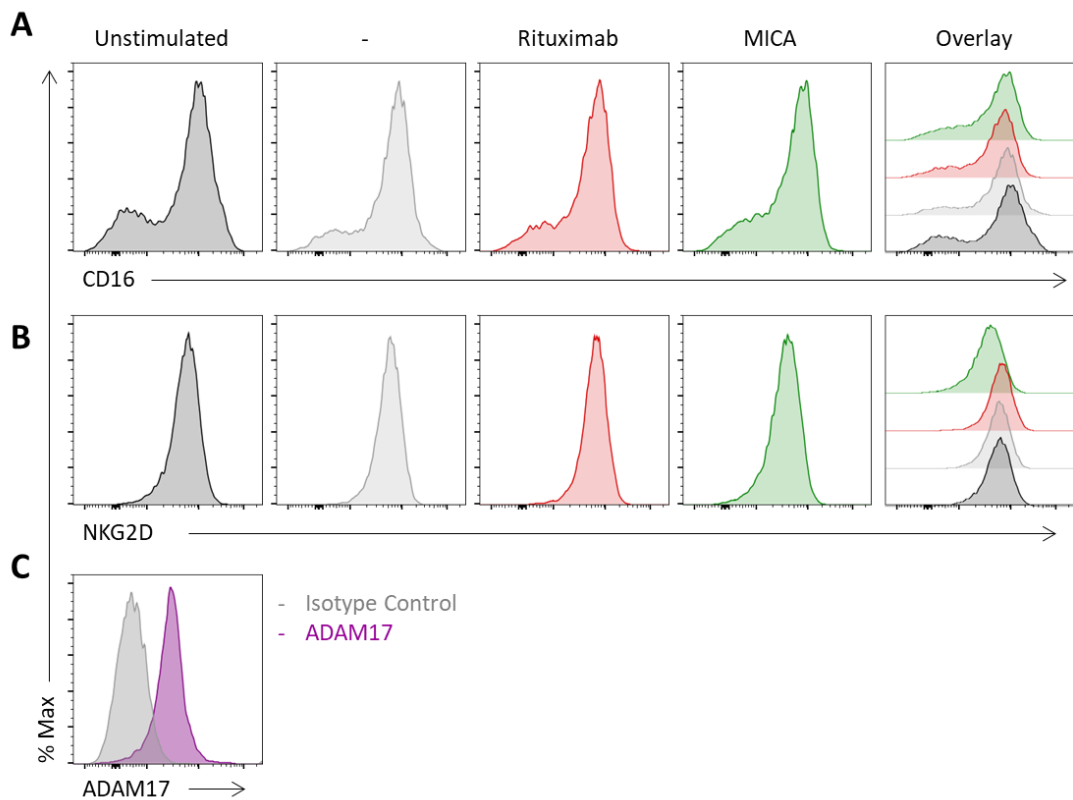 A
Unstimulated
-
Rituximab
MICA
Overlay
CD16
B
NKG2D
C
- Isotype Control
- ADAM17
% Max
ADAM17